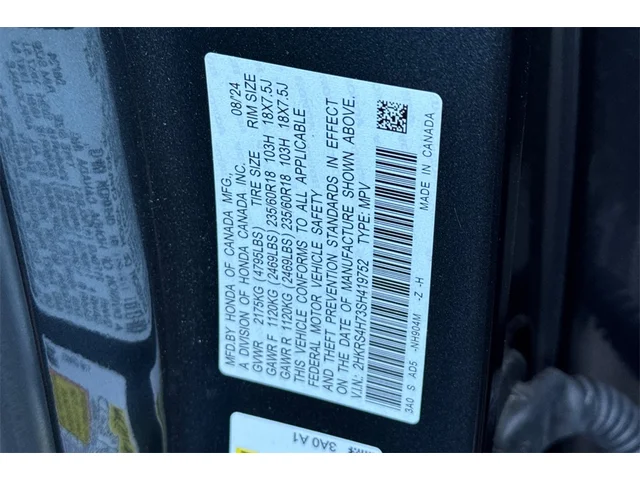 MFD.BY HONDA OF CANADA MFG. 08/'24
A DIVISION OF HONDA CANADA INC.
GVWR 2175KG (4795LBS) TIRE SIZE RIM SIZE
GAWR F 1120KG (2469LBS) 235/60R18 103H 18X7.5J
GAWR R 1120KG (2469LBS) 235/60R18 103H 18X7.5J
THIS VEHICLE CONFORMS TO ALL APPLICABLE
FEDERAL MOTOR VEHICLE SAFETY
AND THEFT PREVENTION STANDARDS IN EFFECT
ON THE DATE OF MANUFACTURE SHOWN ABOVE.
V.I.N.: 2HKRS4H73SH419752 TYPE: MPV
3A0 S AD5 -NH904M -Z -H MADE IN CANADA
3A0 A1